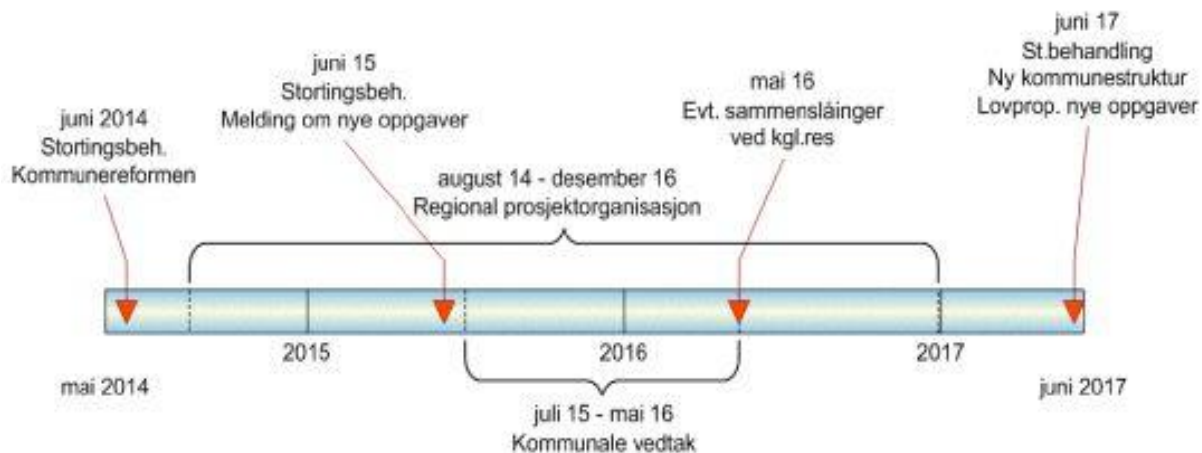 juni 2014
Stortingsbeh.
Kommunereformen
juni 15
Stortingsbeh.
Melding om nye oppgaver
august 14 - desember 16
Regional prosjektorganisasjon
mai 16
Evt. sammenslåinger
ved kgl.res
juni 17
St.behandling
Ny kommunestruktur
Lovprop. nye oppgaver
2015
2016
2017
mai 2014
juni 2017
juli 15 - mai 16
Kommunale vedtak